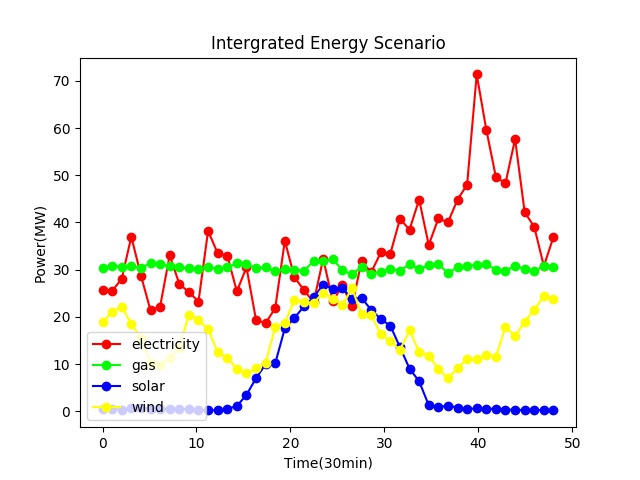 Intergrated Energy Scenario
Power(MW)
70
60
50
40
30
20
10
0
electricity
gas
solar
wind
0 10 20 30 40 50
Time(30min)